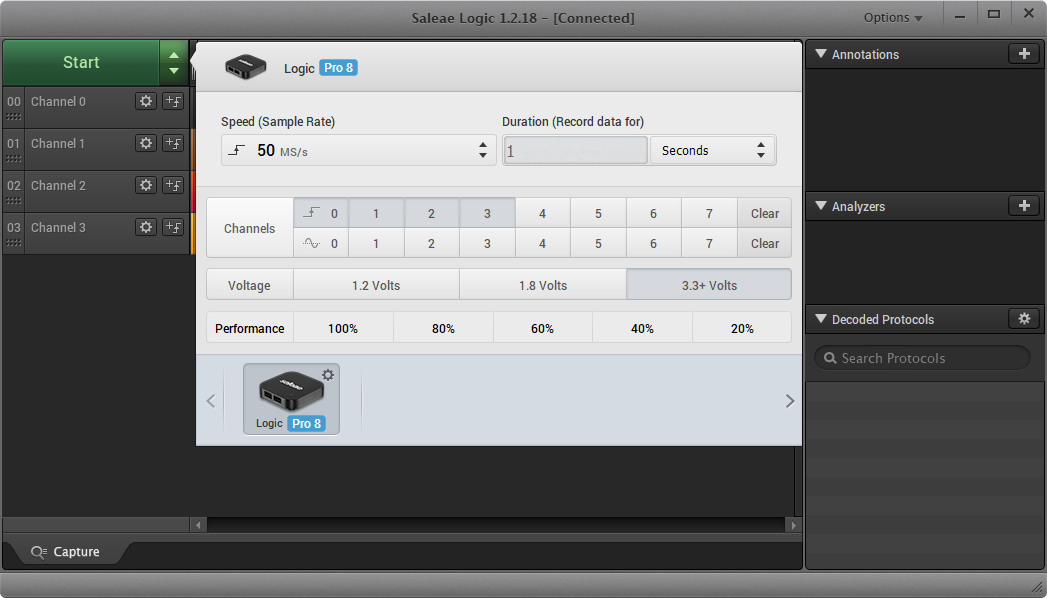 Saleae Logic 1.2.18 – [Connected]
Options
Start
Logic Pro 8
Annotations
00 Channel 0
01 Channel 1
02 Channel 2
03 Channel 3
Speed (Sample Rate)
Duration (Record data for)
50 MS/s
1
Seconds
Channels
0 1 2 3 4 5 6 7 Clear
0 1 2 3 4 5 6 7 Clear
Voltage 1.2 Volts 1.8 Volts 3.3+ Volts
Performance 100% 80% 60% 40% 20%
saleae
Logic Pro 8
Analyzers
Decoded Protocols
Search Protocols
Capture